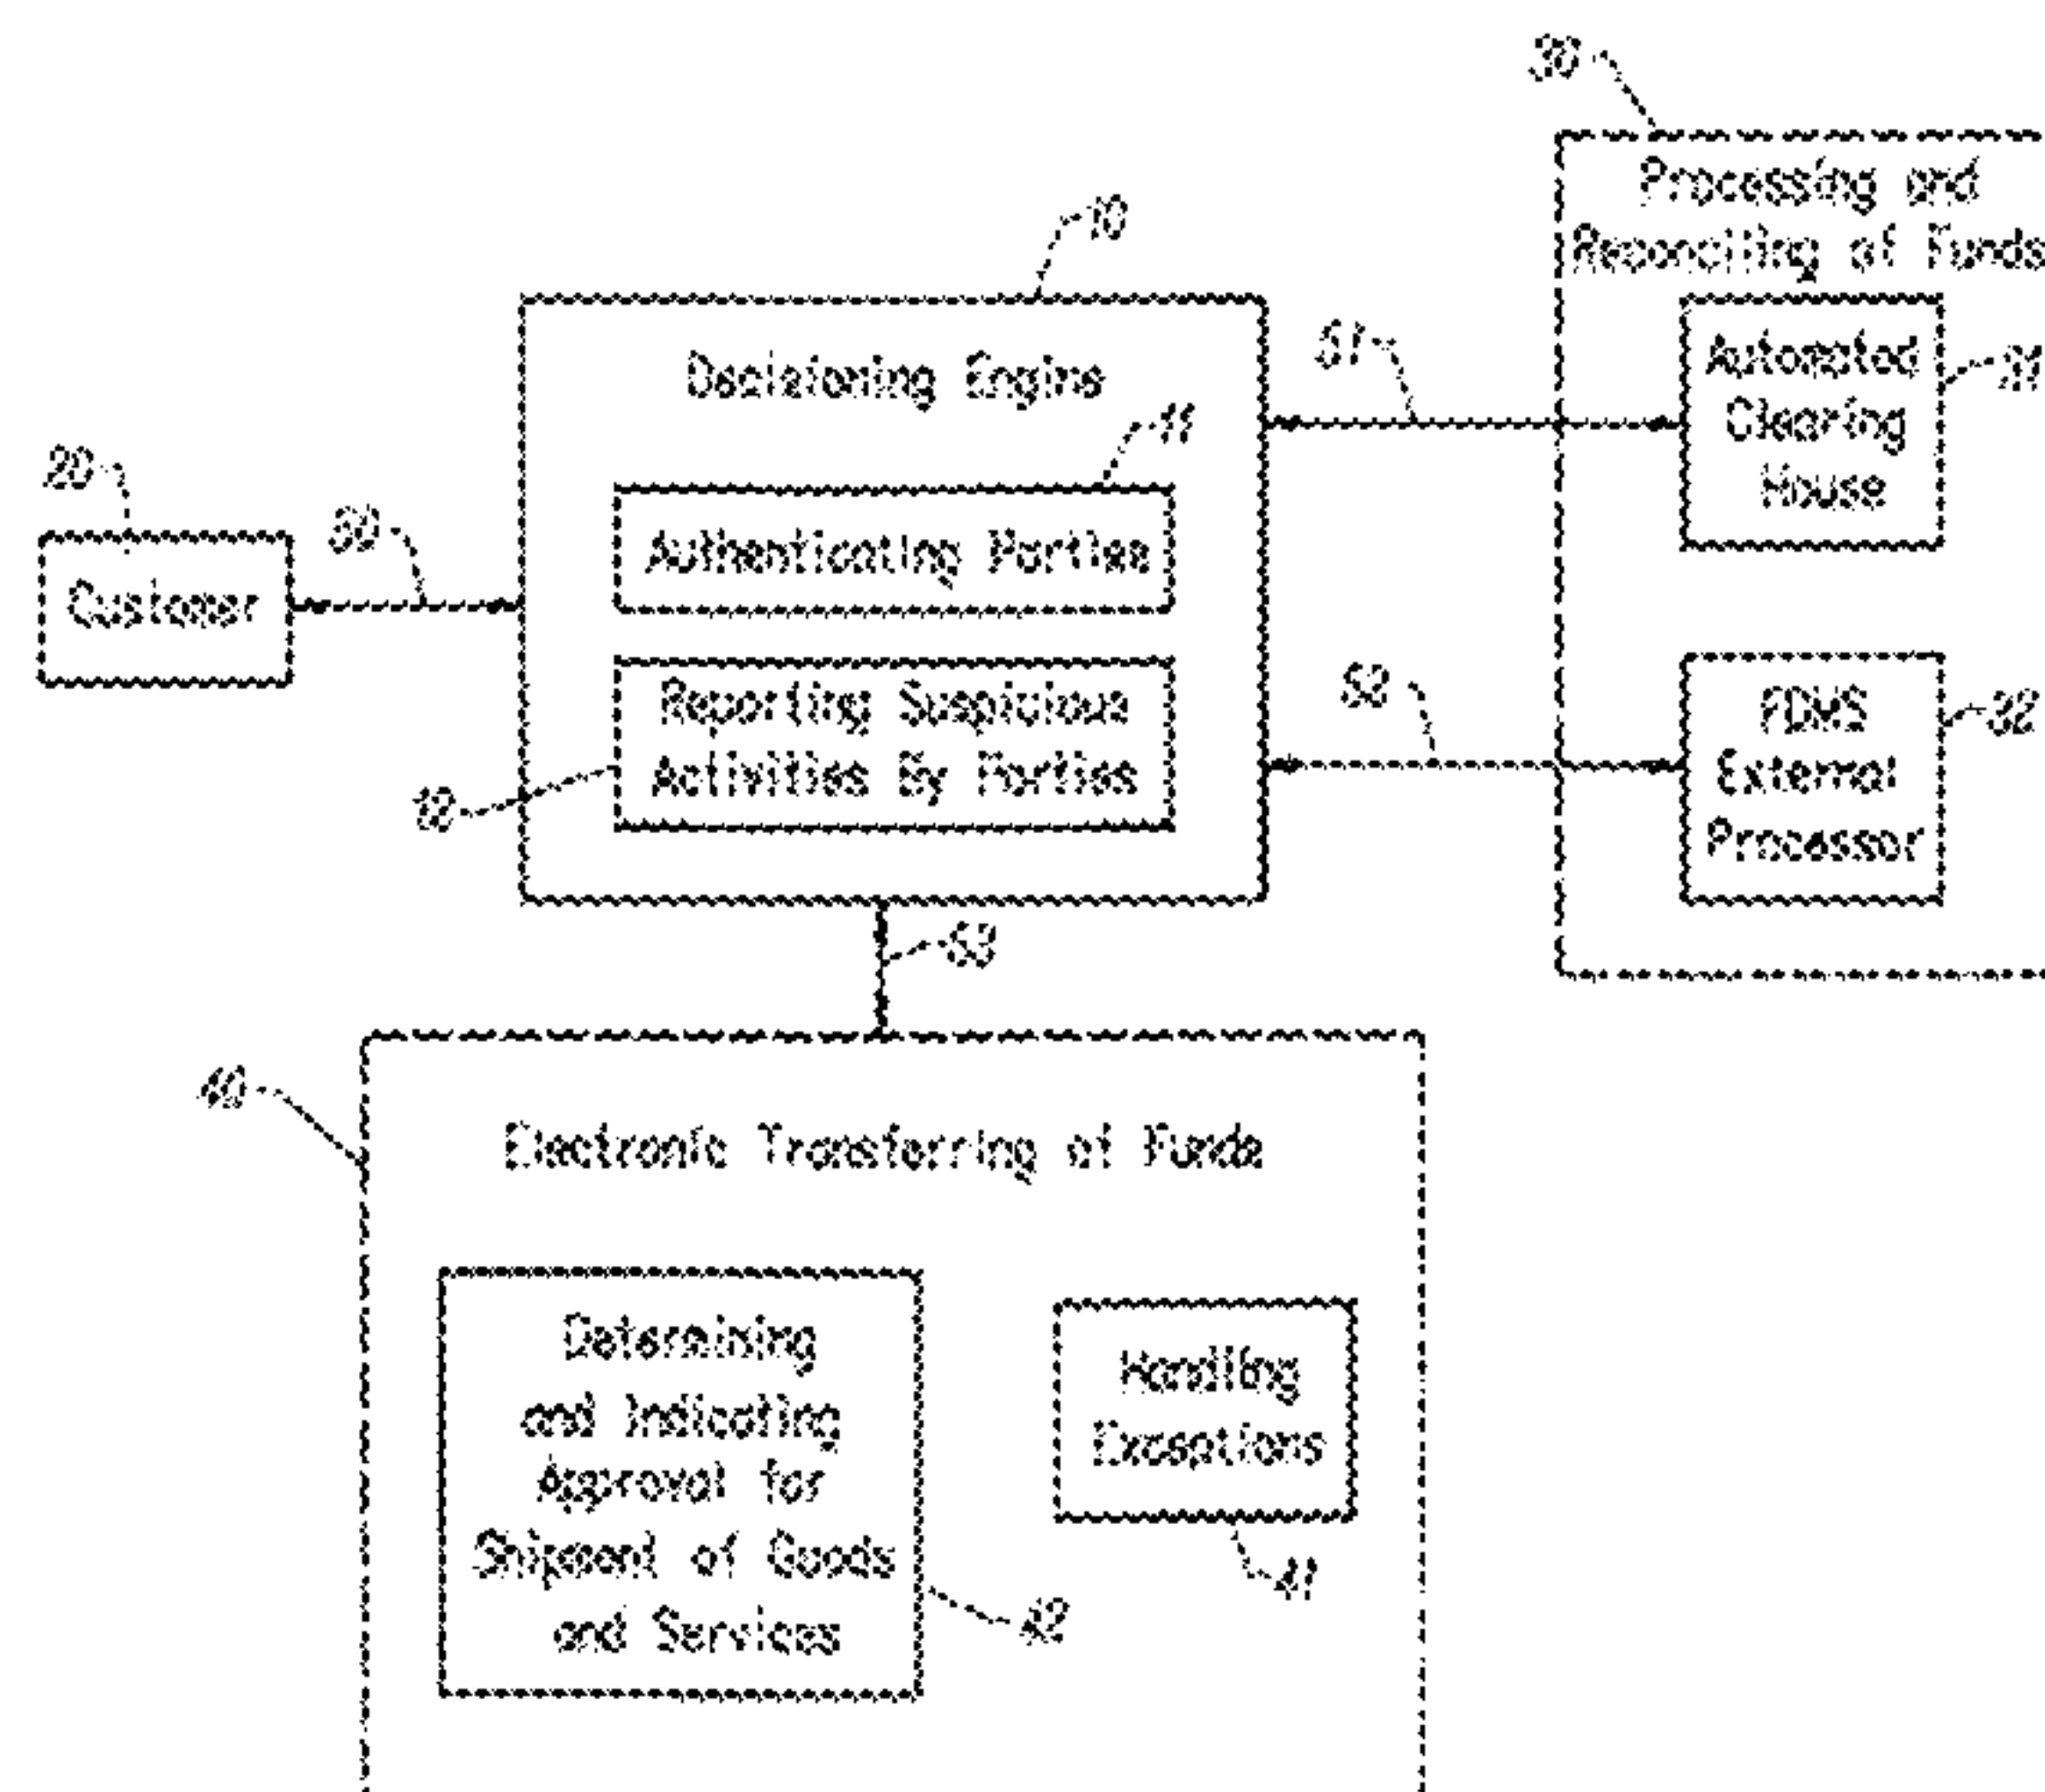 30
Processing and
Reconciling of Funds
10
Decisioning Engine
51
Automated
Clearing
House
31
11
20
50
Customer
Authenticating Parties
Reporting Suspicious
Activities By Parties
12
52
PDMS
External
Processor
32
53
40
Electronic Transferring of Funds
Determining
and Indicating
Approval for
Shipment of Goods
and Services
42
Handling
Exceptions
41